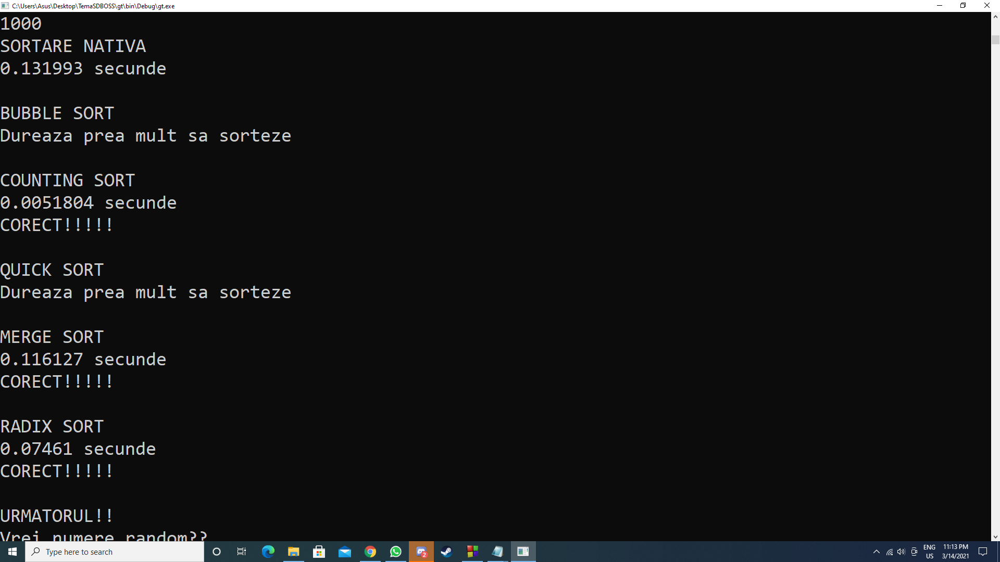 C:\Users\Asus\Desktop\TemaSDBOSS\gt\bin\Debug\gt.exe
1000
SORTARE NATIVA
0.131993 secunde
BUBBLE SORT
Dureaza prea mult sa sorteze
COUNTING SORT
0.0051804 secunde
CORECT!!!!!
QUICK SORT
Dureaza prea mult sa sorteze
MERGE SORT
0.116127 secunde
CORECT!!!!!
RADIX SORT
0.07461 secunde
CORECT!!!!!
URMATORUL!!
Vrei numere random??
Type here to search
2
ENG
US
11:13 PM
3/14/2021